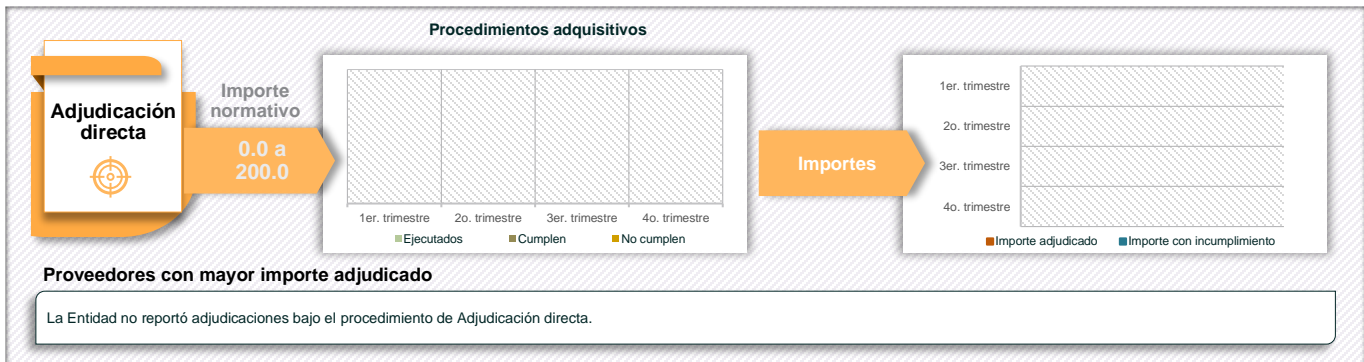 Procedimientos adquisitivos
Adjudicación
directa
Importe
normativo
0.0 a
200.0
1er. trimestre
2o. trimestre
3er. trimestre
4o. trimestre
Ejecutados
Cumplen
No cumplen
Importes
1er. trimestre
2o. trimestre
3er. trimestre
4o. trimestre
Importe adjudicado
Importe con incumplimiento
Proveedores con mayor importe adjudicado
La Entidad no reportó adjudicaciones bajo el procedimiento de Adjudicación directa.